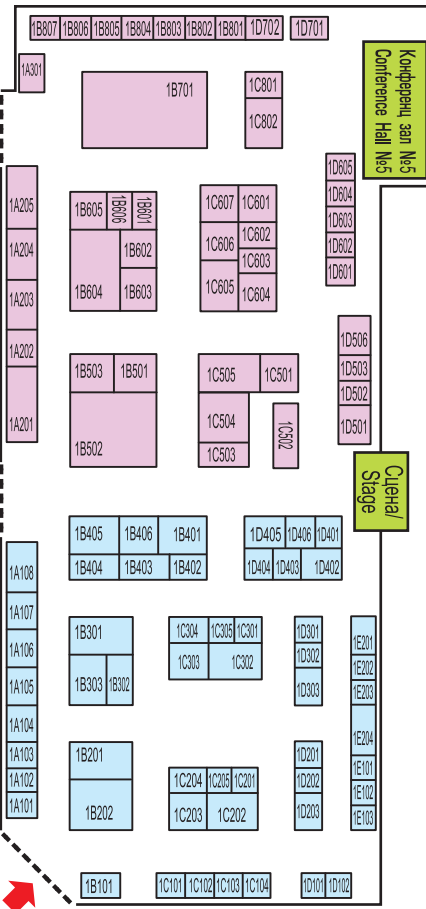 1B807 1B806 1B805 1B804 1B803 1B802 1B801 1D702 1D701
Конференц зал №5
Conference Hall №5
1A301
1B701
1C801
1C802
1D605
1D604
1D603
1D602
1D601
1A205
1A204
1A203
1A202
1A201
1B605 1B606 1B601
1B602
1B604 1B603
1C607 1C601
1C606 1C602
1C603
1C605 1C604
1D506
1D503
1D502
1D501
1B503 1B501
1B502
1C505 1C501
1C504
1C503
1C502
Сцена/
Stage
1B405 1B406 1B401
1B404 1B403 1B402
1D405 1D406 1D401
1D404 1D403 1D402
1A108
1A107
1A106
1A105
1A104
1A103
1A102
1A101
1B301
1B303 1B302
1C304 1C305 1C301
1C303 1C302
1D301
1D302
1D303
1E201
1E202
1E203
1E204
1E101
1E102
1E103
1B201
1B202
1C204 1C205 1C201
1C203 1C202
1D201
1D202
1D203
1B101
1C101 1C102 1C103 1C104
1D101 1D102